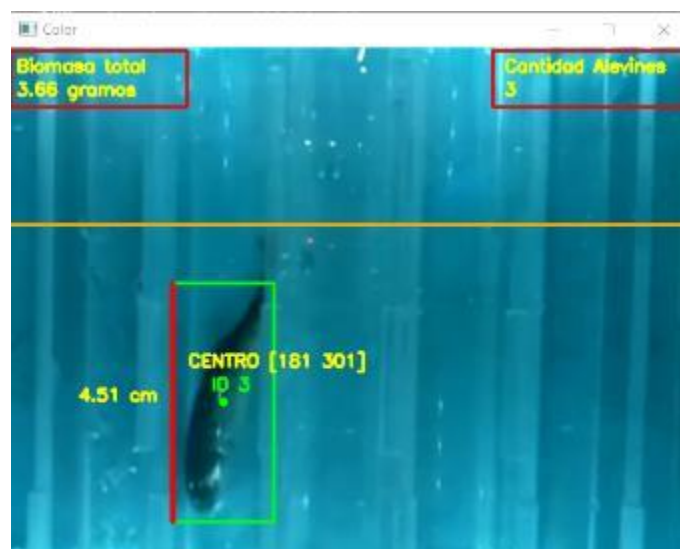 Color
Biomasa total
3.66 gramos
Cantidad Alevines
3
CENTRO [181 301]
ID 3
4.51 cm